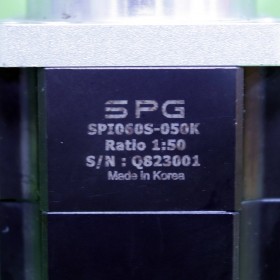 SPG
SPI060S-050K
Ratio 1:50
S/N : Q823001
Made in Korea